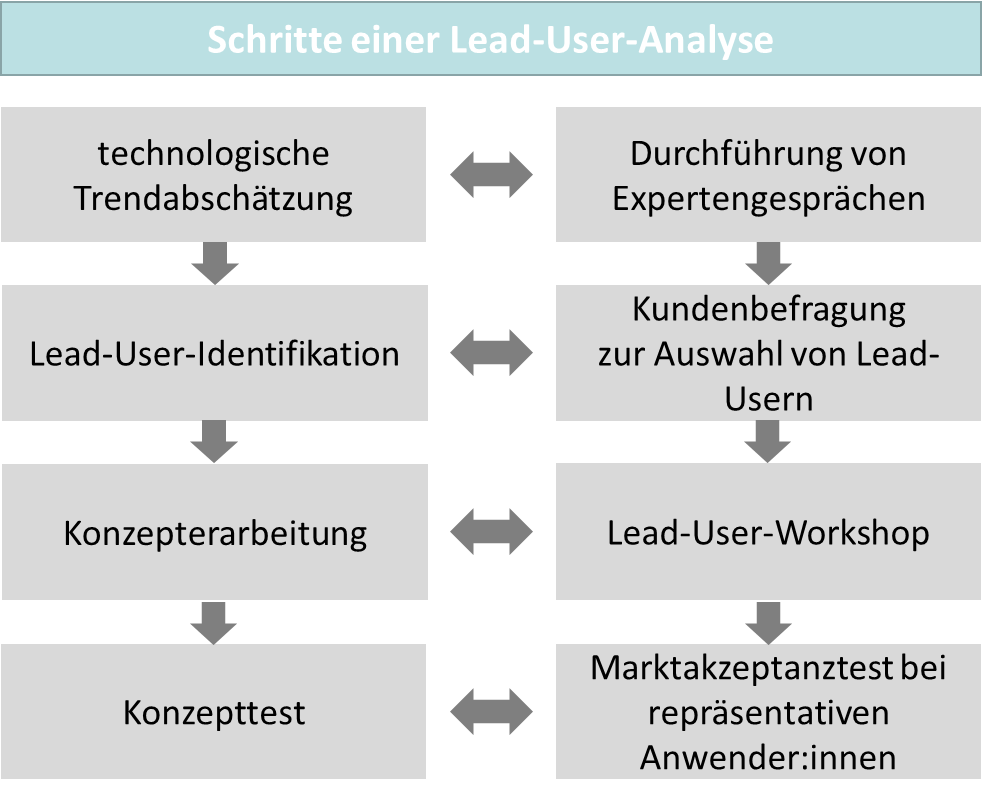 Schritte einer Lead-User-Analyse
technologische
Trendabschätzung
Durchführung von
Expertengesprächen
Lead-User-Identifikation
Kundenbefragung
zur Auswahl von Lead-
Usern
Konzepterarbeitung
Lead-User-Workshop
Konzepttest
Marktakzeptanztest bei
repräsentativen
Anwender:innen